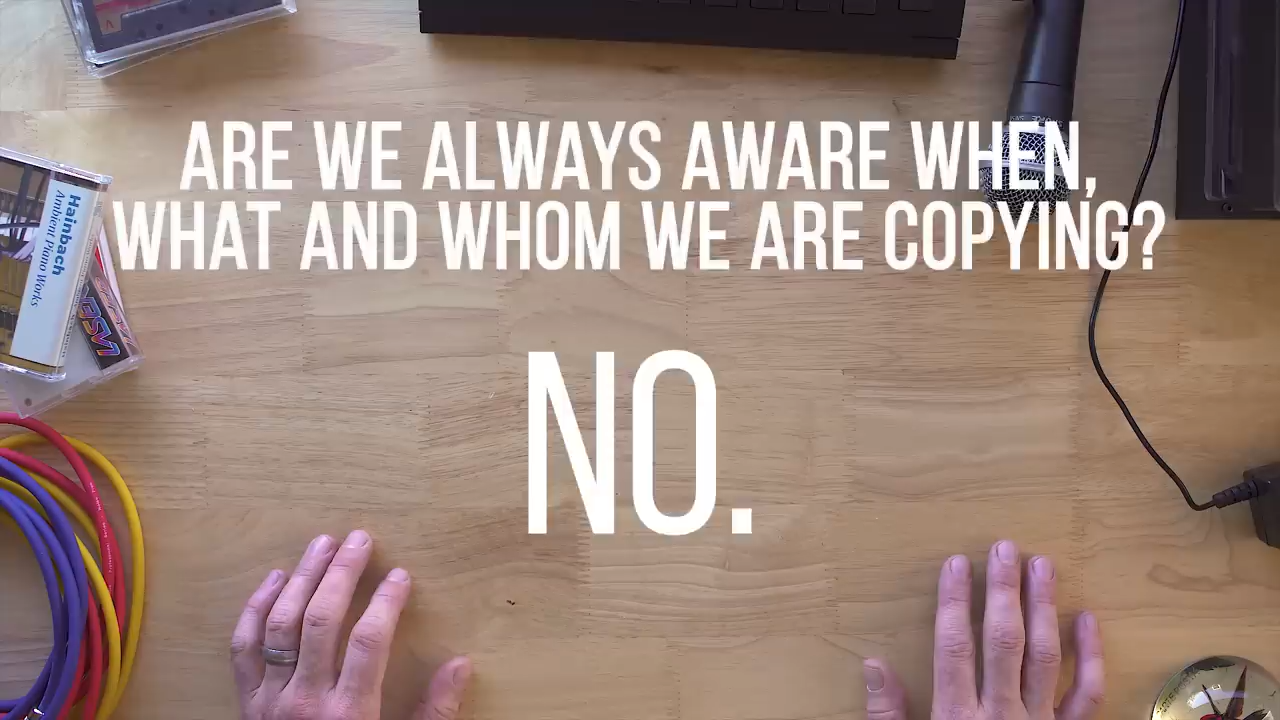 ARE WE ALWAYS AWARE WHEN,
WHAT AND WHOM WE ARE COPYING?
Hainbach
Ambient Piano Works
NO.